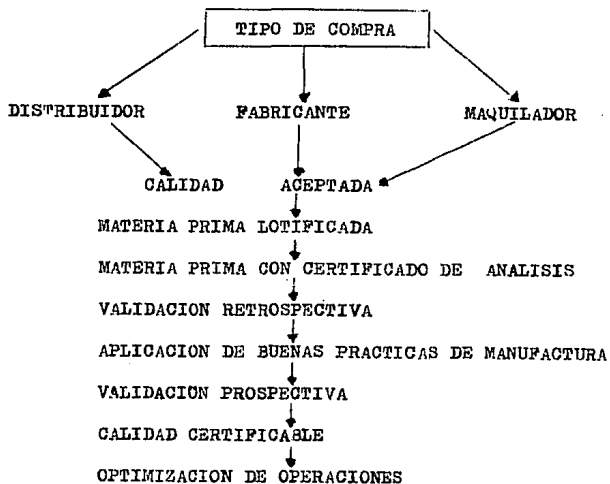 TIPO DE COMPRA
DISTRIBUIDOR FABRICANTE MAQUILADOR
CALIDAD ACEPTADA
MATERIA PRIMA LOTIFICADA
MATERIA PRIMA CON CERTIFICADO DE ANALISIS
VALIDACION RETROSPECTIVA
APLICACION DE BUENAS PRACTICAS DE MANUFACTURA
VALIDACION PROSPECTIVA
CALIDAD CERTIFICABLE
OPTIMIZACION DE OPERACIONES